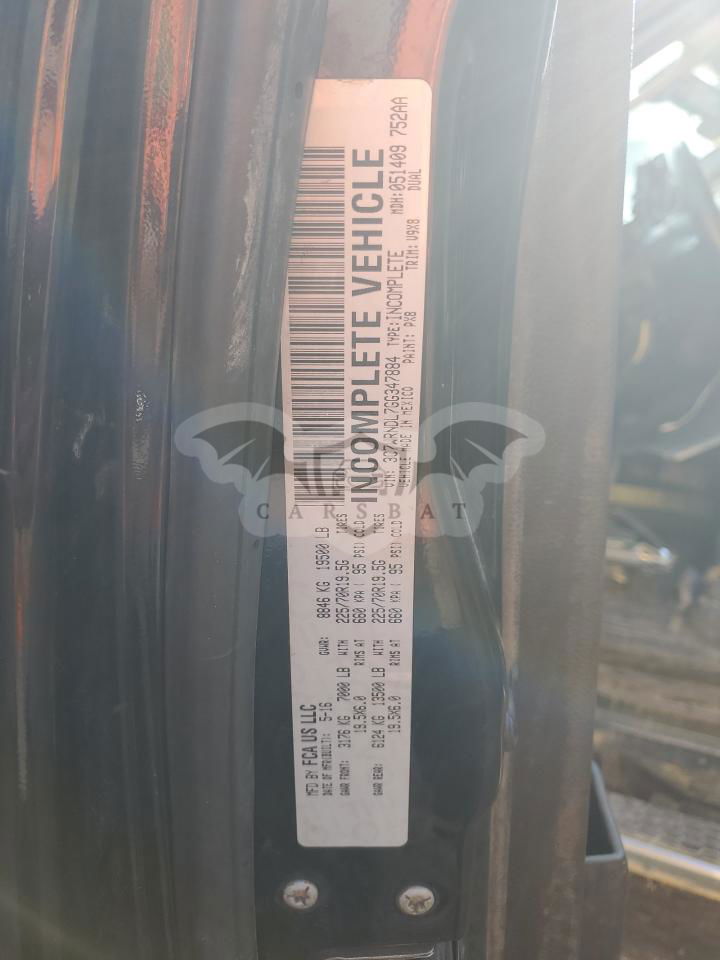 MFD BY FCA US LLC
DATE OF MFR(BUILT): 5-16 GVWR: 8846 KG 19500 LB
GAWR FRONT: 3176 KG 7000 LB WITH 225/70R19.5G TIRES
19.5X6.0 RIMS AT 660 KPA ( 95 PSI) COLD
GAWR REAR: 6124 KG 13500 LB WITH 225/70R19.5G TIRES
19.5X6.0 RIMS AT 660 KPA ( 95 PSI) COLD
INCOMPLETE VEHICLE
TYPE:INCOMPLETE MDH:051409 752AA
VEHICLE MADE IN MEXICO PAINT: PX8 TRIM: V9X8 DUAL
CARSBAT